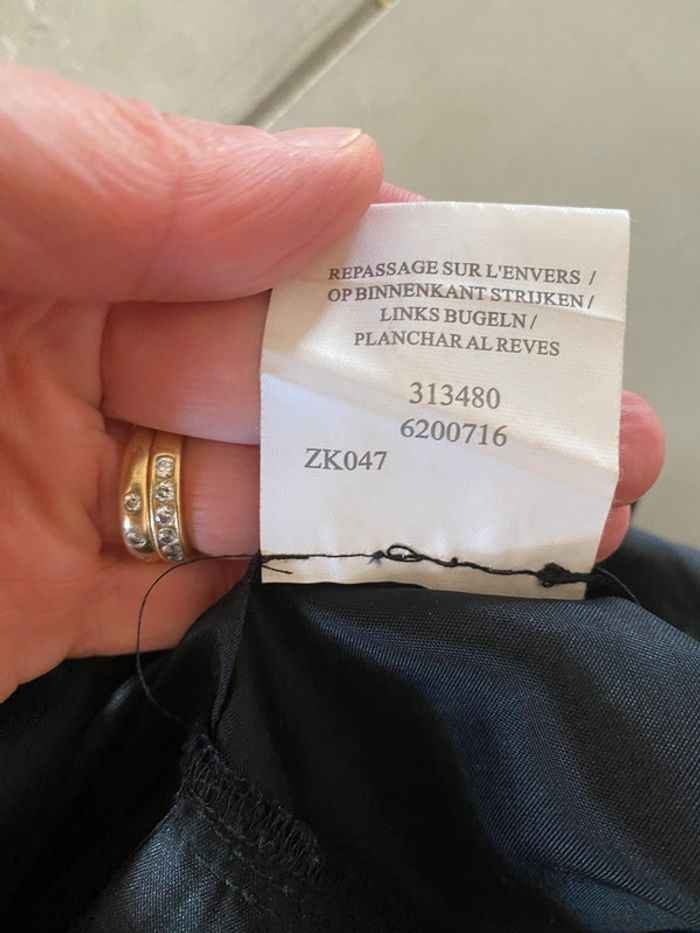 REPASSAGE SUR L'ENVERS /
OP BINNENKANT STRIJKEN /
LINKS BUGELN /
PLANCHAR AL REVES
313480
6200716
ZK047